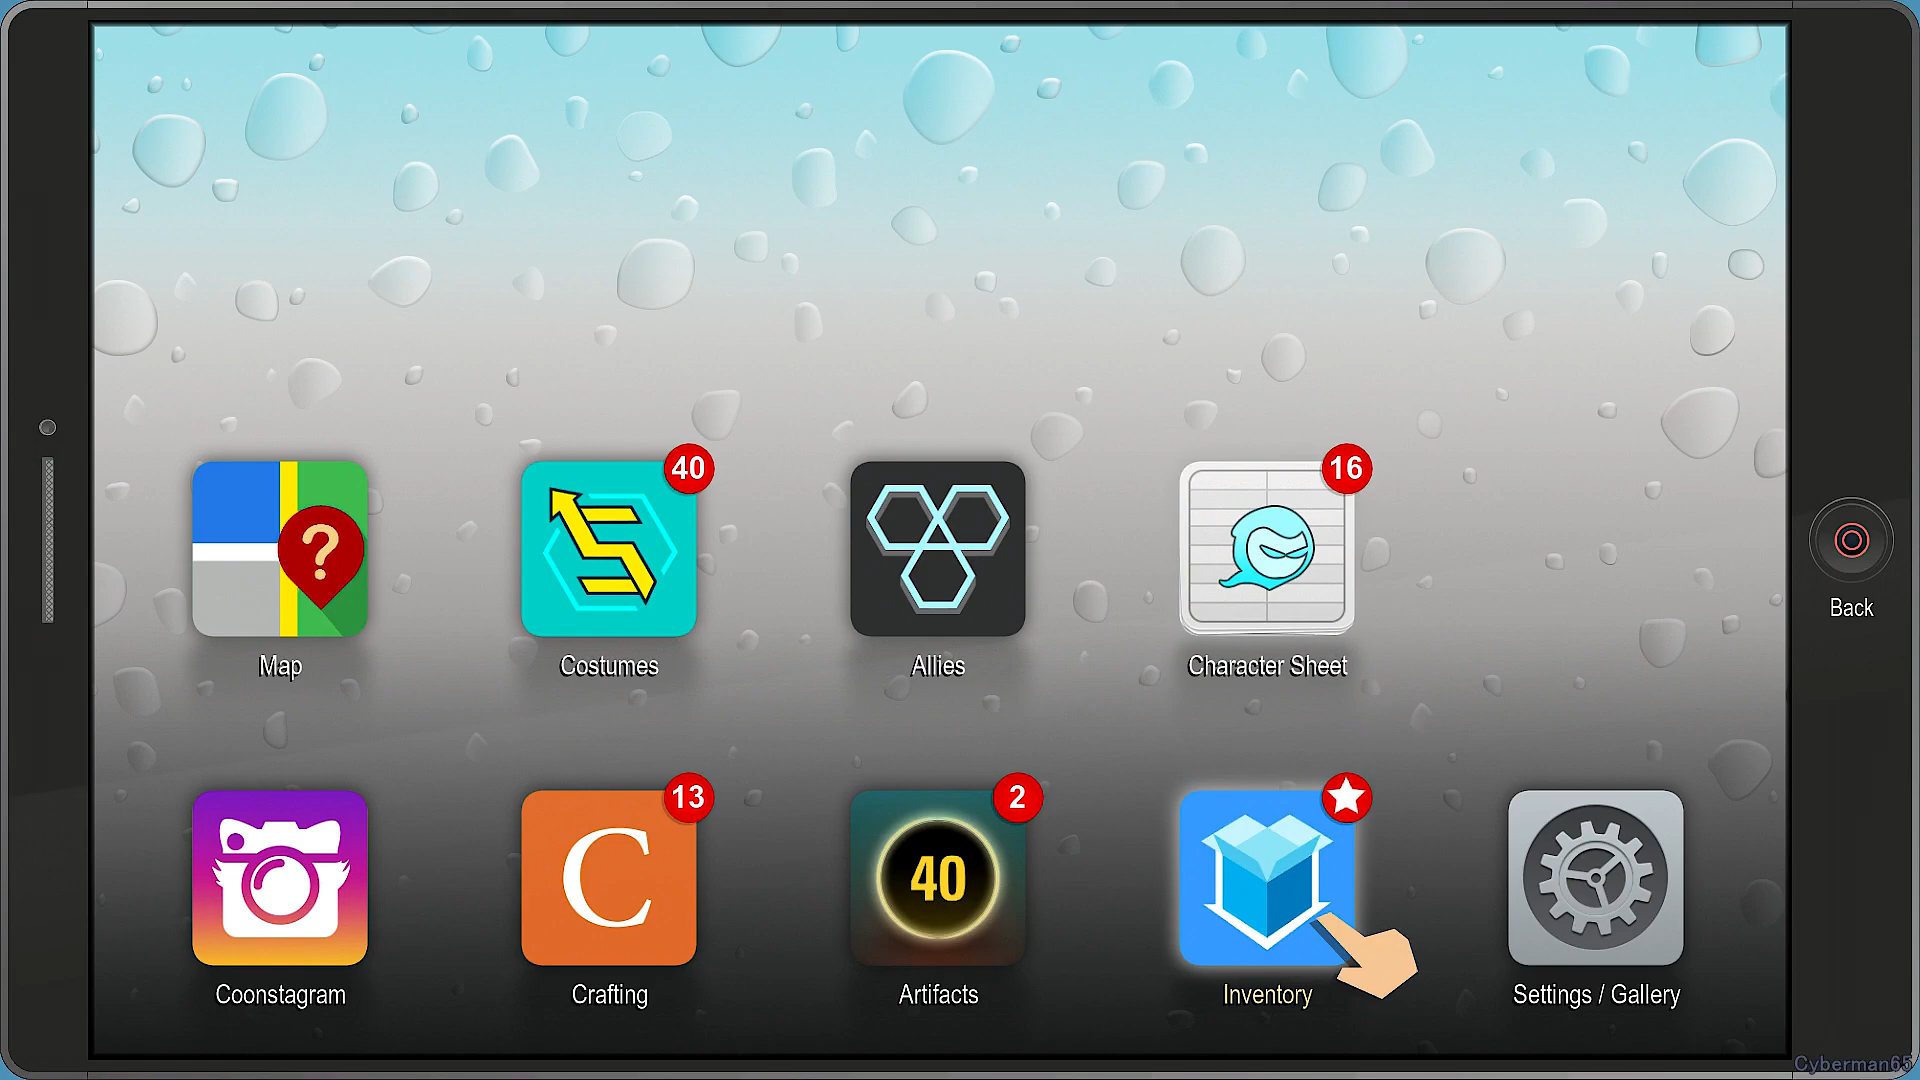 40
16
?
Map
Costumes
Allies
Character Sheet
Back
13
2
C
40
Coonstagram
Crafting
Artifacts
Inventory
Settings / Gallery
Cyberman65